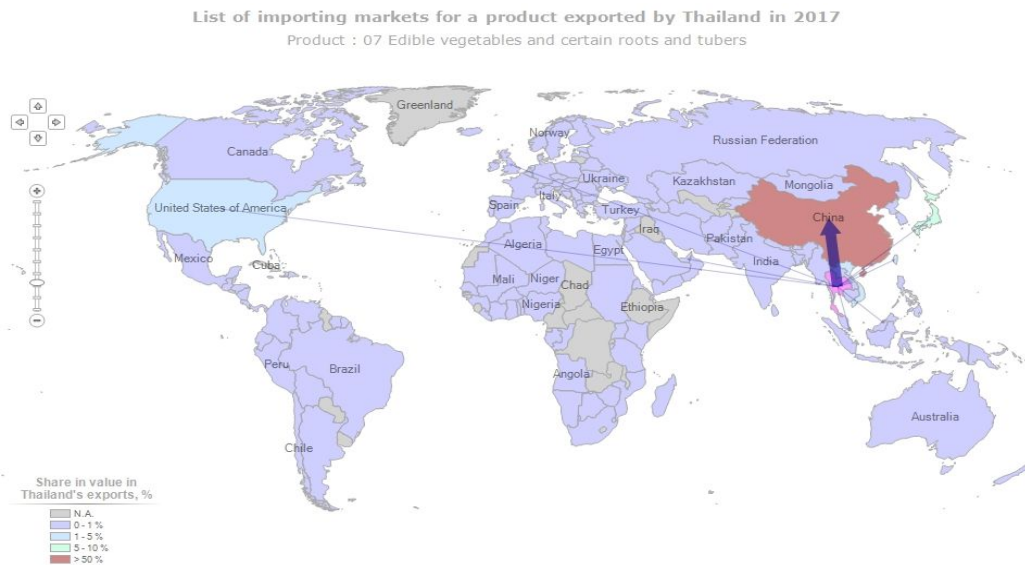 List of importing markets for a product exported by Thailand in 2017
Product : 07 Edible vegetables and certain roots and tubers
Greenland
Norway
Russian Federation
Canada
Ukraine
Kazakhstan
Mongolia
Italy
Spain
United States of America
Turkey
China
Iraq
Pakistan
Algeria
Egypt
Mexico
Cuba
India
Mali
Niger
Chad
Nigeria
Ethiopia
Peru
Brazil
Angola
Australia
Chile
Share in value in
Thailand's exports, %
N.A.
0 - 1 %
1 - 5 %
5 - 10 %
> 50 %